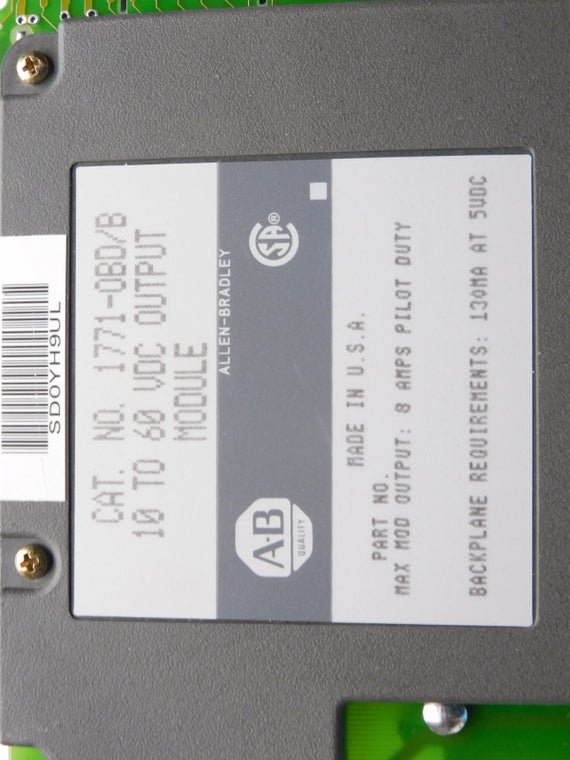 SD0YH9UL
CAT. NO. 1771-OBD/B
10 TO 60 VDC OUTPUT
MODULE
ALLEN-BRADLEY
SA®
A-B
QUALITY
MADE IN U.S.A.
PART NO.
MAX MOD OUTPUT: 8 AMPS PILOT DUTY
BACKPLANE REQUIREMENTS: 130MA AT 5VDC